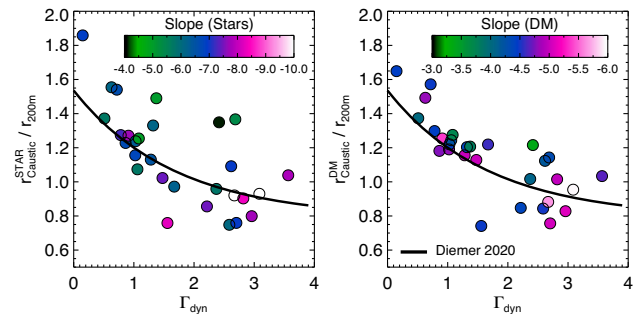 Slope (Stars)
-4.0 -5.0 -6.0 -7.0 -8.0 -9.0 -10.0
1.8
1.6
1.4
1.2
1.0
0.8
0.6
r^STAR_Caustic / r_200m
0 1 2 3 4
Γ_dyn
Slope (DM)
-3.0 -3.5 -4.0 -4.5 -5.0 -5.5 -6.0
1.8
1.6
1.4
1.2
1.0
0.8
0.6
r^DM_Caustic / r_200m
Diemer 2020
0 1 2 3 4
Γ_dyn